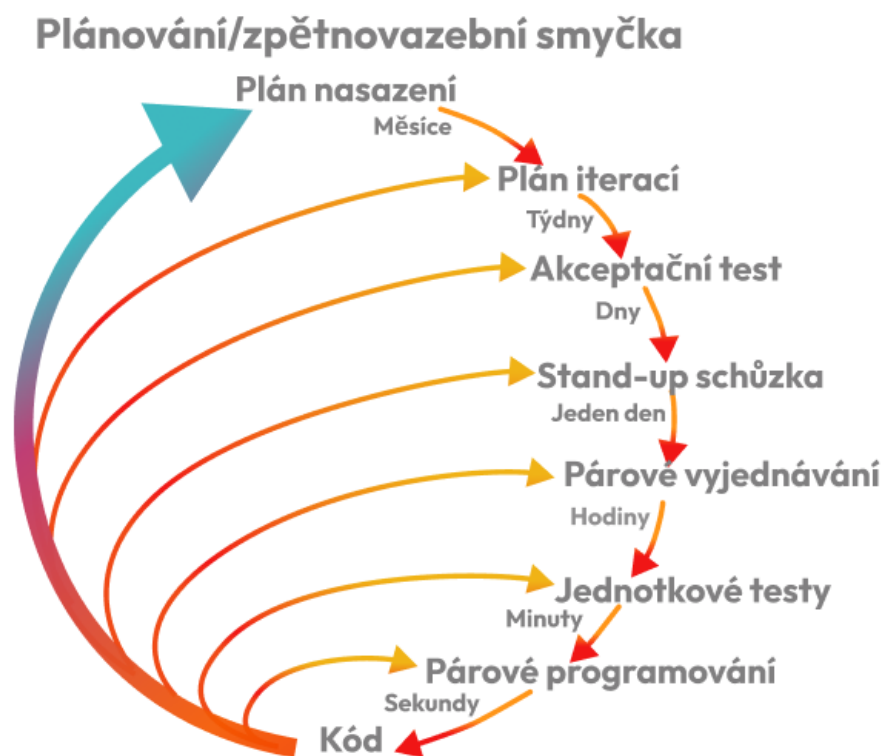 Plánování/zpětnovazební smyčka
Plán nasazení
Měsíce
Plán iterací
Týdny
Akceptační test
Dny
Stand-up schůzka
Jeden den
Párové vyjednávání
Hodiny
Jednotkové testy
Minuty
Párové programování
Sekundy
Kód